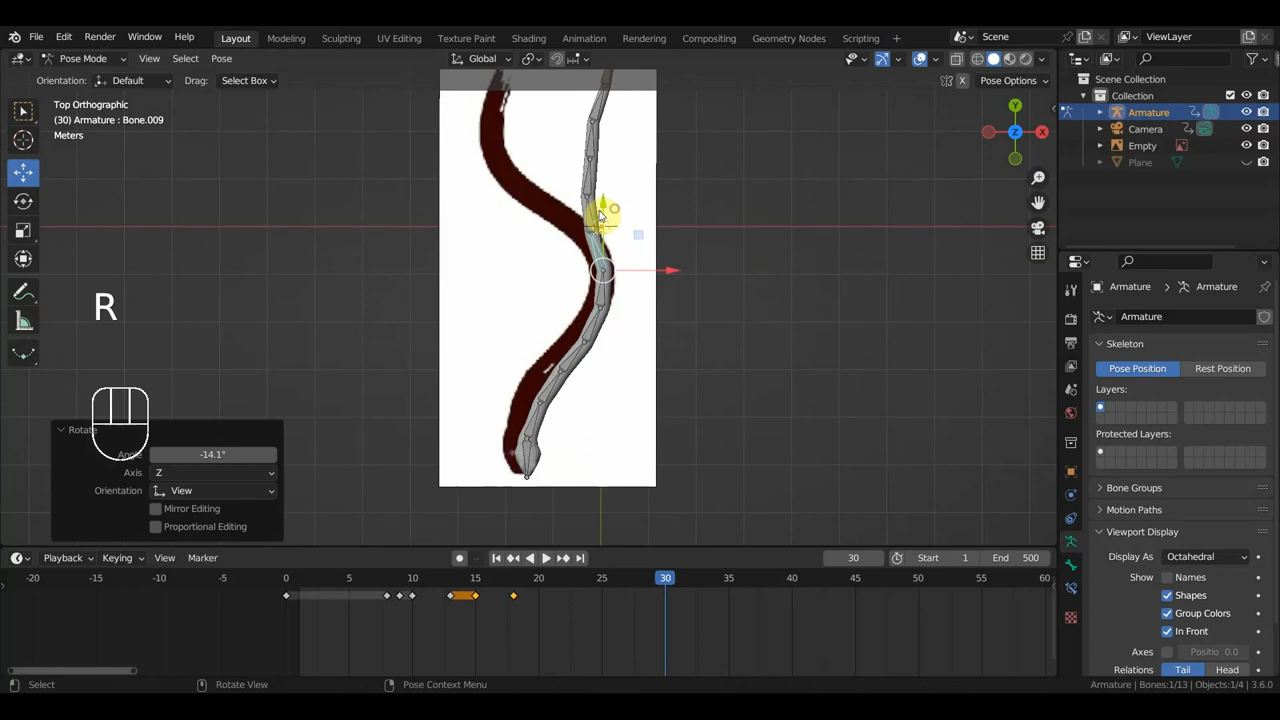 File Edit Render Window Help Layout Modeling Sculpting UV Editing Texture Paint Shading Animation Rendering Compositing Geometry Nodes Scripting + Scene ViewLayer
Pose Mode View Select Pose Global
Orientation: Default Drag: Select Box X Pose Options
Top Orthographic
(30) Armature : Bone.009
Meters
Y
Z
X
R
Rotate
Angle -14.1°
Axis Z
Orientation View
Mirror Editing
Proportional Editing
Scene Collection
Collection
Armature
Camera
Empty
Plane
Armature > Armature
Armature
Skeleton
Pose Position Rest Position
Layers:
Protected Layers:
Bone Groups
Motion Paths
Viewport Display
Display As Octahedral
Show Names
Shapes
Group Colors
In Front
Axes Positio 0.0
Relations Tail Head
Playback Keying View Marker 30 Start 1 End 500
-20 -15 -10 -5 0 5 10 15 20 25 30 35 40 45 50 55 60
Select Rotate View Pose Context Menu Armature | Bones:1/13 | Objects:1/4 | 3.6.0